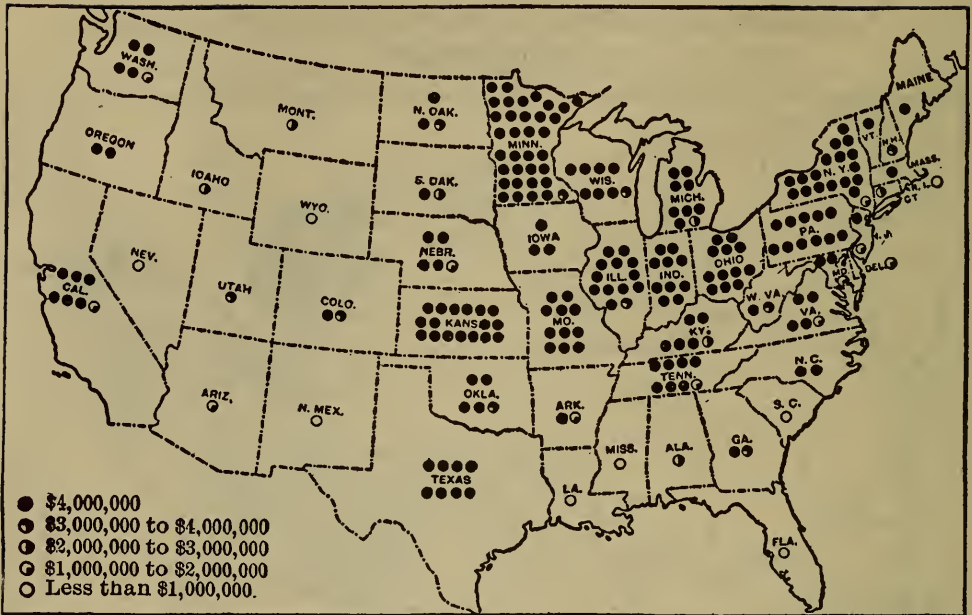 WASH.
OREGON
IDAHO
MONT.
WYO.
NEV.
CAL.
UTAH
COLO.
ARIZ.
N. MEX.
N. DAK.
S. DAK.
NEBR.
KANS.
OKLA.
TEXAS
MINN.
IOWA
MO.
ARK.
LA.
WIS.
ILL.
MICH.
IND.
OHIO
KY.
TENN.
MISS.
ALA.
GA.
FLA.
S. C.
N. C.
VA.
W. VA.
PA.
N. Y.
VT.
N.H.
MAINE
MASS.
R. I.
CT
N. J.
DEL.
MD.
$4,000,000
$3,000,000 to $4,000,000
$2,000,000 to $3,000,000
$1,000,000 to $2,000,000
Less than $1,000,000.